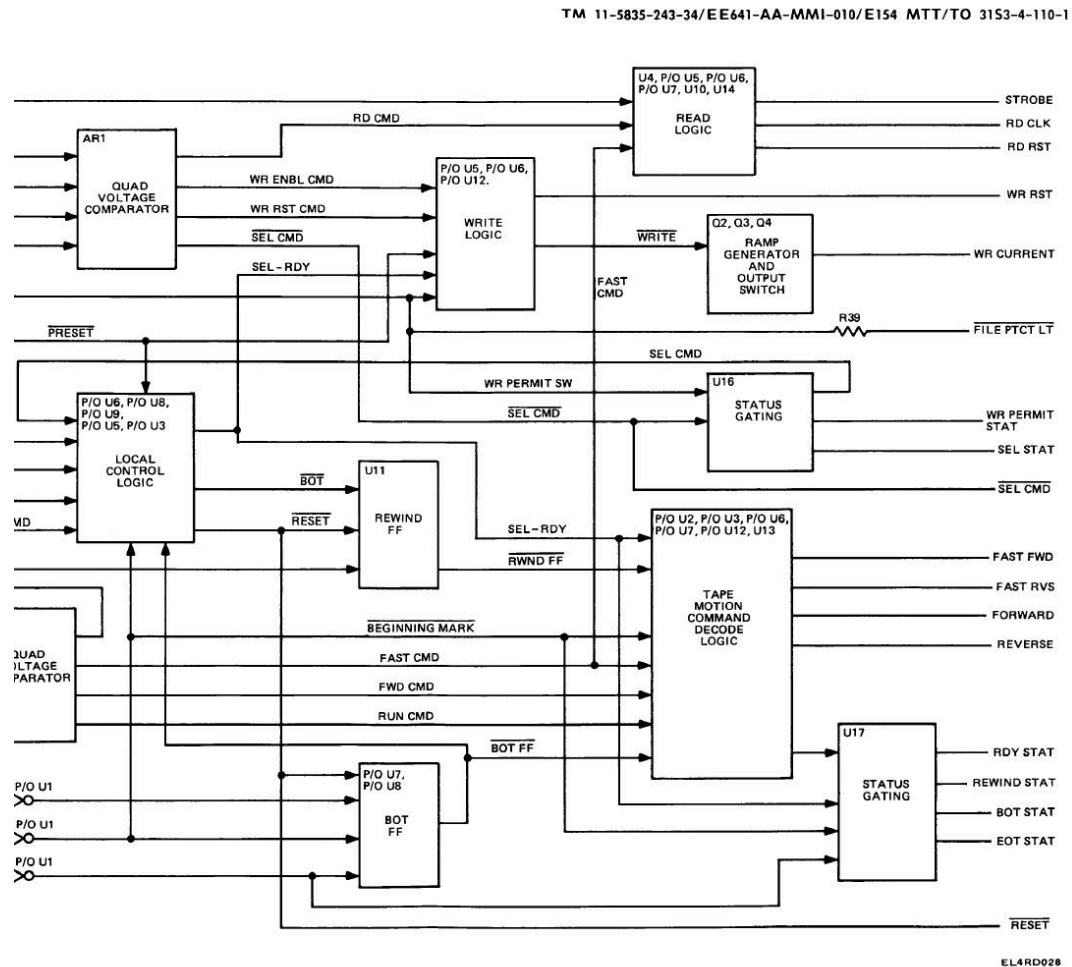 TM 11-5835-243-34/EE641-AA-MMI-010/E154 MTT/TO 31S3-4-110-1
U4, P/O U5, P/O U6,
P/O U7, U10, U14
READ
LOGIC
STROBE
RD CLK
RD RST
RD CMD
AR1
QUAD
VOLTAGE
COMPARATOR
WR ENBL CMD
WR RST CMD
SEL CMD
SEL-RDY
P/O U5, P/O U6,
P/O U12.
WRITE
LOGIC
WR RST
WRITE
Q2, Q3, Q4
RAMP
GENERATOR
AND
OUTPUT
SWITCH
WR CURRENT
FAST
CMD
R39
FILE PTCT LT
PRESET
SEL CMD
WR PERMIT SW
SEL CMD
U16
STATUS
GATING
WR PERMIT
STAT
SEL STAT
SEL CMD
P/O U6, P/O U8,
P/O U9,
P/O U5, P/O U3
LOCAL
CONTROL
LOGIC
MD
BOT
RESET
U11
REWIND
FF
SEL-RDY
RWND FF
P/O U2, P/O U3, P/O U6,
P/O U7, P/O U12, U13
TAPE
MOTION
COMMAND
DECODE
LOGIC
FAST FWD
FAST RVS
FORWARD
REVERSE
BEGINNING MARK
FAST CMD
FWD CMD
RUN CMD
QUAD
OLTAGE
PARATOR
BOT FF
P/O U7,
P/O U8
BOT
FF
P/O U1
P/O U1
P/O U1
U17
STATUS
GATING
RDY STAT
REWIND STAT
BOT STAT
EOT STAT
RESET
EL4RD028